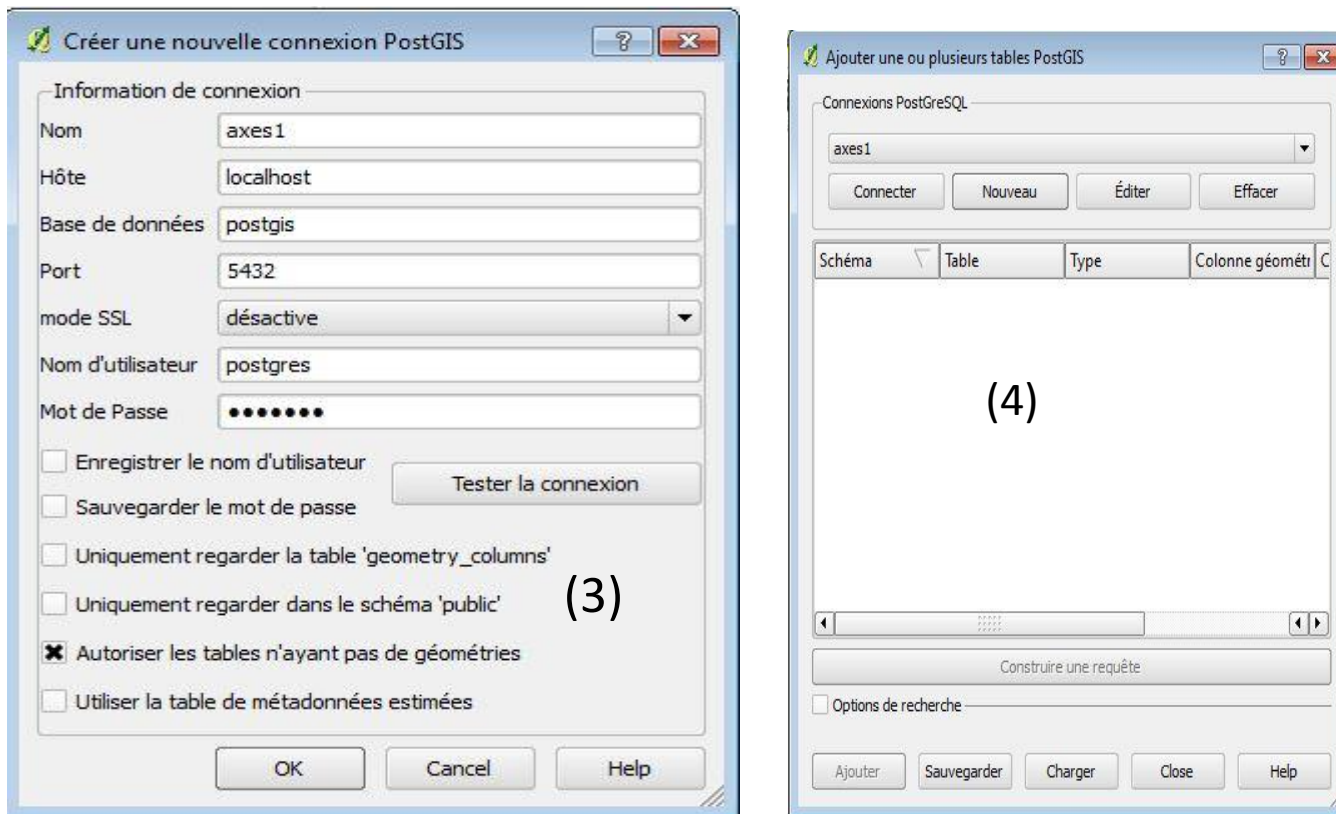 Créer une nouvelle connexion PostGIS
Information de connexion
Nom axes1
Hôte localhost
Base de données postgis
Port 5432
mode SSL désactive
Nom d'utilisateur postgres
Mot de Passe •••••••
Enregistrer le nom d'utilisateur
Tester la connexion
Sauvegarder le mot de passe
Uniquement regarder la table 'geometry_columns'
Uniquement regarder dans le schéma 'public'
(3)
Autoriser les tables n'ayant pas de géométries
Utiliser la table de métadonnées estimées
OK Cancel Help
Ajouter une ou plusieurs tables PostGIS
Connexions PostGreSQL
axes1
Connecter Nouveau Éditer Effacer
Schéma Table Type Colonne géométr C
(4)
Construire une requête
Options de recherche
Ajouter Sauvegarder Charger Close Help